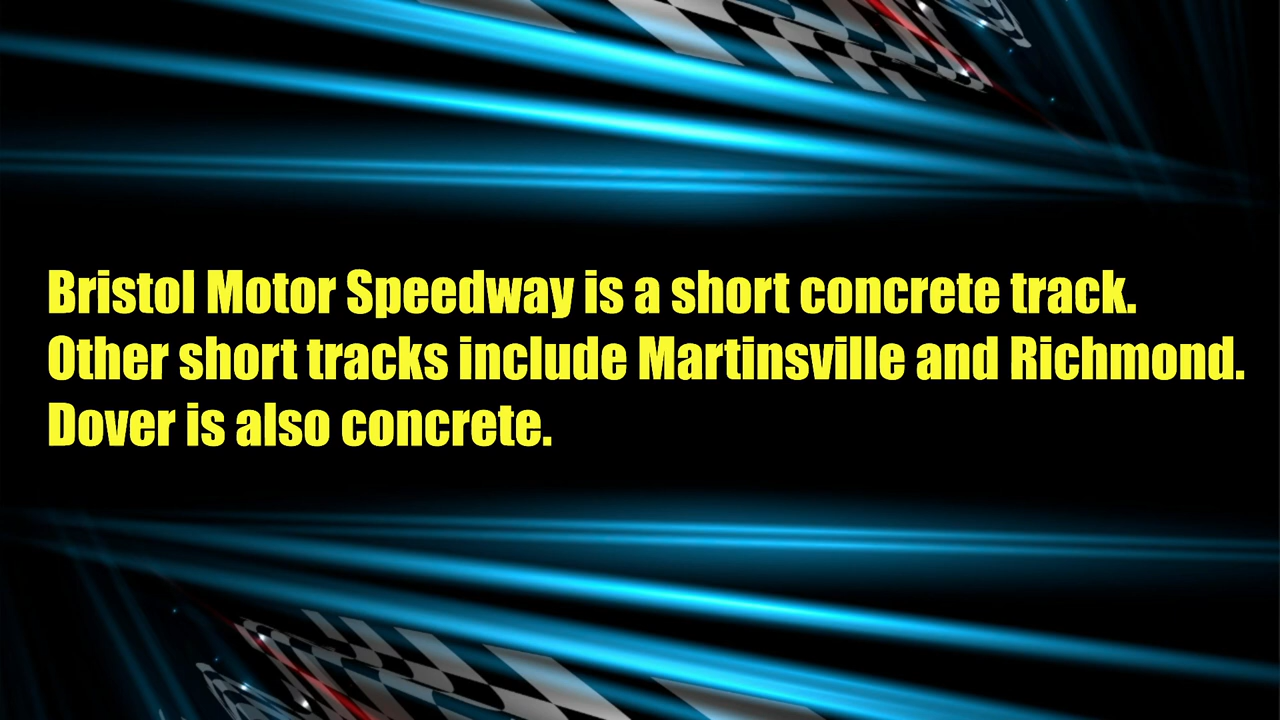 Bristol Motor Speedway is a short concrete track.
Other short tracks include Martinsville and Richmond.
Dover is also concrete.